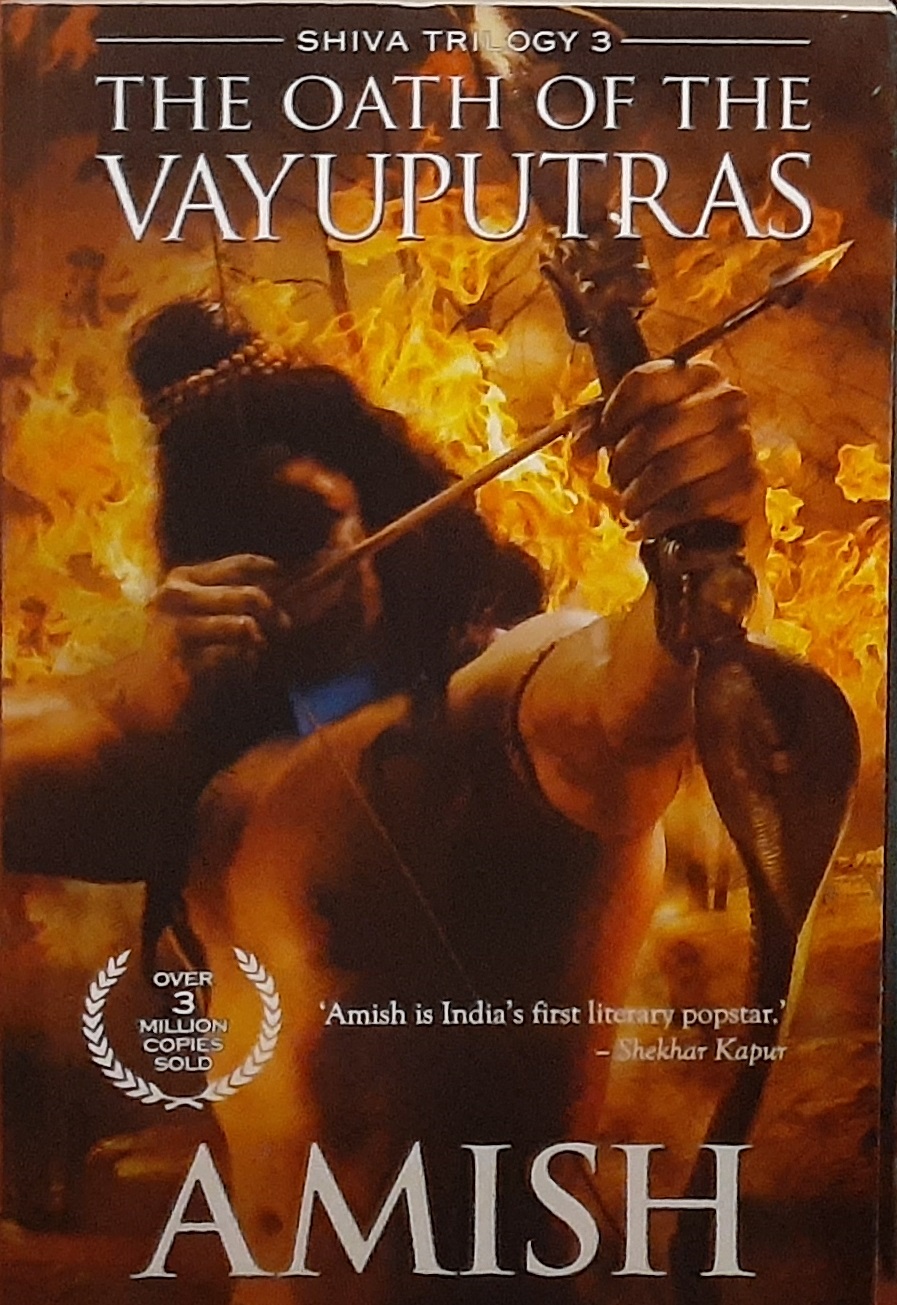 SHIVA TRILOGY 3
THE OATH OF THE
VAYUPUTRAS
OVER
3
MILLION
COPIES
SOLD
'Amish is India's first literary popstar.'
– Shekhar Kapur
AMISH